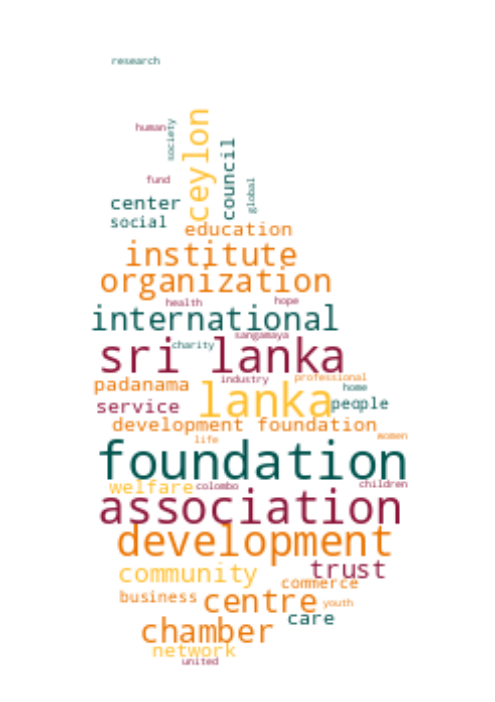 research
human
society
ceylon
council
fund
global
center
social
education
institute
organization
health
hope
international
sangamaya
charity
sri lanka
industry
professional
padanama
lanka
home
service
people
development foundation
life
women
foundation
welfare
colombo
children
association
development
community
trust
commerce
business
centre
youth
care
chamber
network
united